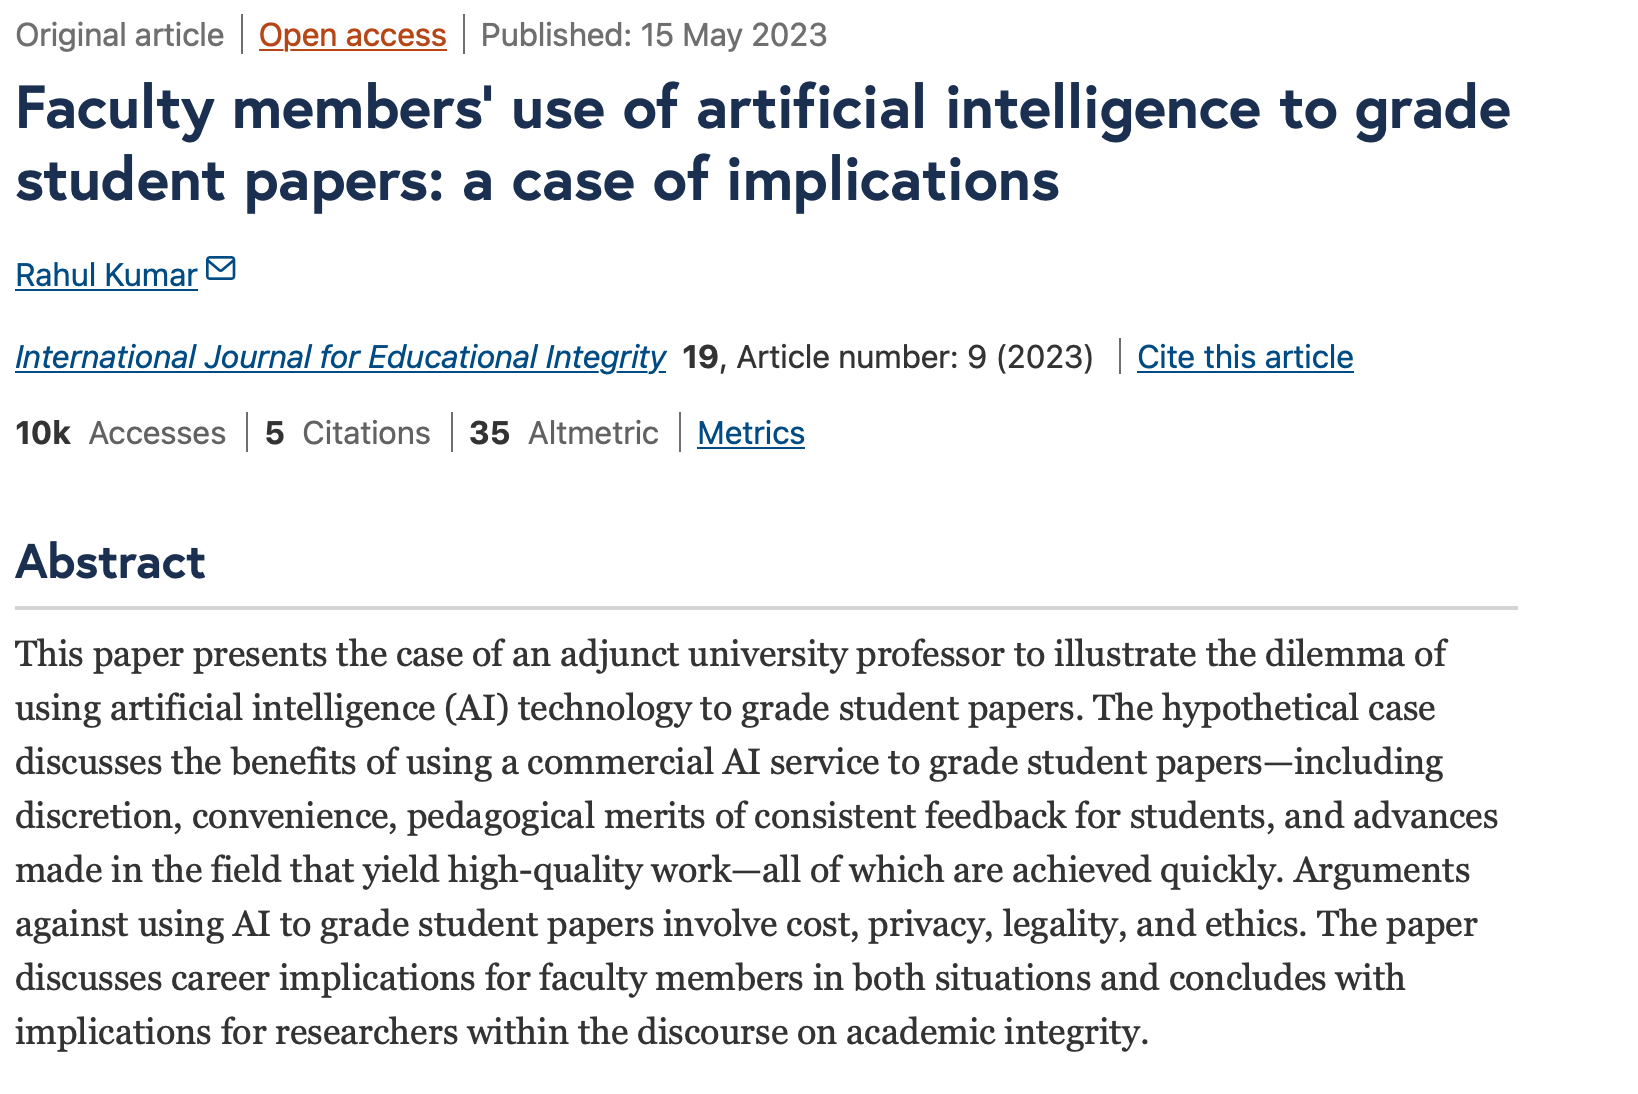 Original article | Open access | Published: 15 May 2023
Faculty members' use of artificial intelligence to grade
student papers: a case of implications
Rahul Kumar
International Journal for Educational Integrity 19, Article number: 9 (2023) | Cite this article
10k Accesses | 5 Citations | 35 Altmetric | Metrics
Abstract
This paper presents the case of an adjunct university professor to illustrate the dilemma of
using artificial intelligence (AI) technology to grade student papers. The hypothetical case
discusses the benefits of using a commercial AI service to grade student papers—including
discretion, convenience, pedagogical merits of consistent feedback for students, and advances
made in the field that yield high-quality work—all of which are achieved quickly. Arguments
against using AI to grade student papers involve cost, privacy, legality, and ethics. The paper
discusses career implications for faculty members in both situations and concludes with
implications for researchers within the discourse on academic integrity.